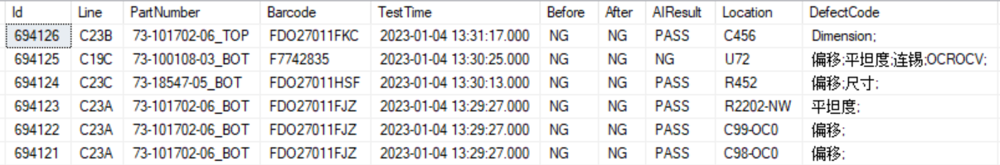 Id Line PartNumber Barcode TestTime Before After AIResult Location DefectCode
694126 C23B 73-101702-06_TOP FDO27011FKC 2023-01-04 13:31:17.000 NG NG PASS C456 Dimension;
694125 C19C 73-100108-03_BOT F7742835 2023-01-04 13:30:25.000 NG NG NG U72 偏移;平坦度;连锡;OCROCV;
694124 C23C 73-18547-05_BOT FDO27011HSF 2023-01-04 13:30:13.000 NG NG PASS R452 偏移;尺寸;
694123 C23A 73-101702-06_BOT FDO27011FJZ 2023-01-04 13:29:27.000 NG NG PASS R2202-NW 平坦度;
694122 C23A 73-101702-06_BOT FDO27011FJZ 2023-01-04 13:29:27.000 NG NG PASS C99-OC0 偏移;
694121 C23A 73-101702-06_BOT FDO27011FJZ 2023-01-04 13:29:27.000 NG NG PASS C98-OC0 偏移;